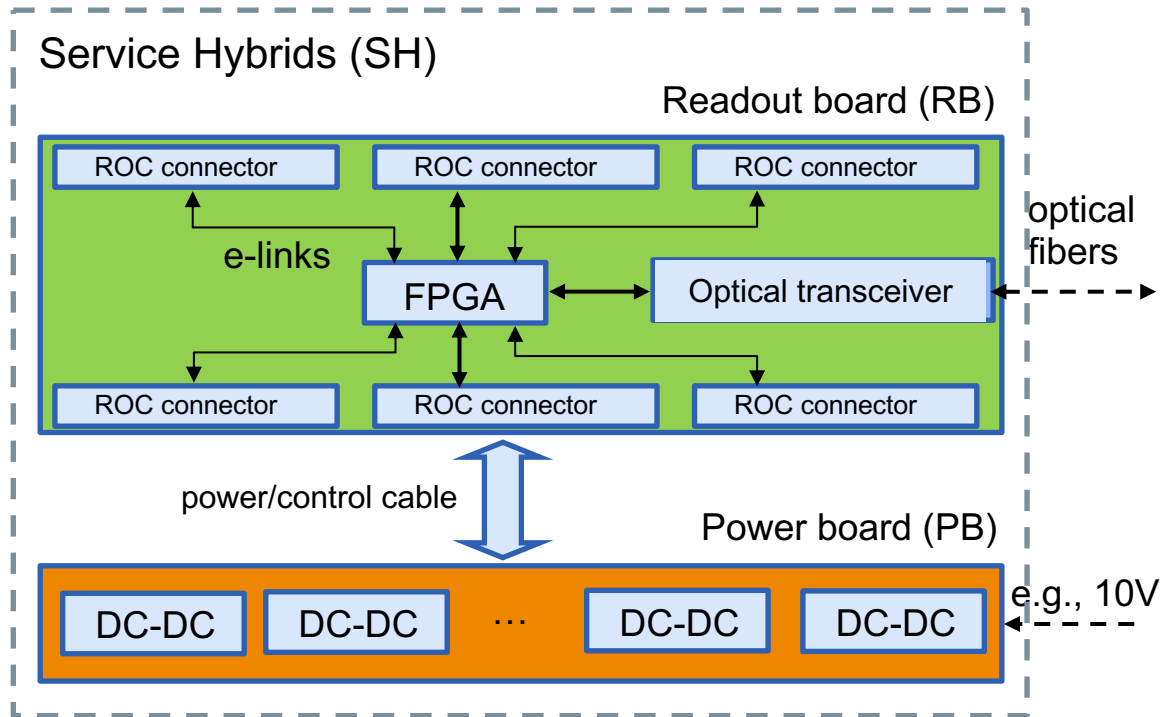 Service Hybrids (SH)
Readout board (RB)
ROC connector
ROC connector
ROC connector
optical
fibers
e-links
FPGA
Optical transceiver
ROC connector
ROC connector
ROC connector
power/control cable
Power board (PB)
DC-DC
DC-DC
...
DC-DC
DC-DC
e.g., 10V